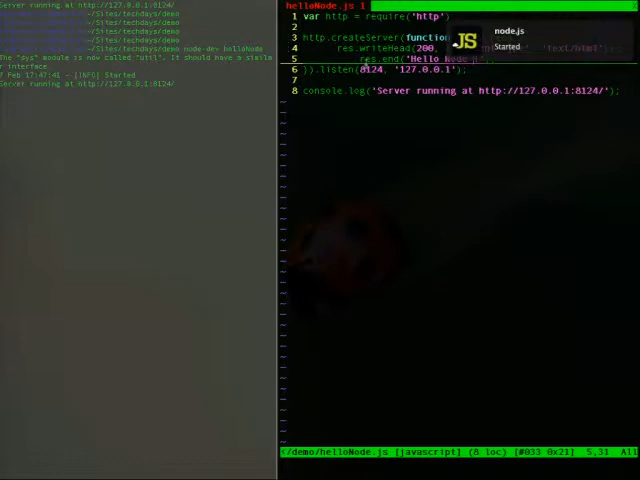 Server running at http://127.0.0.1:8124/
~/Sites/techdays/demo
~/Sites/techdays/demo
~/Sites/techdays/demo
~/Sites/techdays/demo
~/Sites/techdays/demo node-dev helloNode
The "sys" module is now called "util". It should have a simila
r interface.
7 Feb 17:47:41 - [INFO] Started
Server running at http://127.0.0.1:8124/
helloNode.js 1
1 var http = require('http')
2
3 http.createServer(function
4 res.writeHead(200, 'text/html'
5 res.end('Hello Node
6 }).listen(8124, '127.0.0.1');
7
8 console.log('Server running at http://127.0.0.1:8124/');
JS
node.js
Started
</demo/helloNode.js [javascript] (8 loc) [#033 0x21] 5,31 All